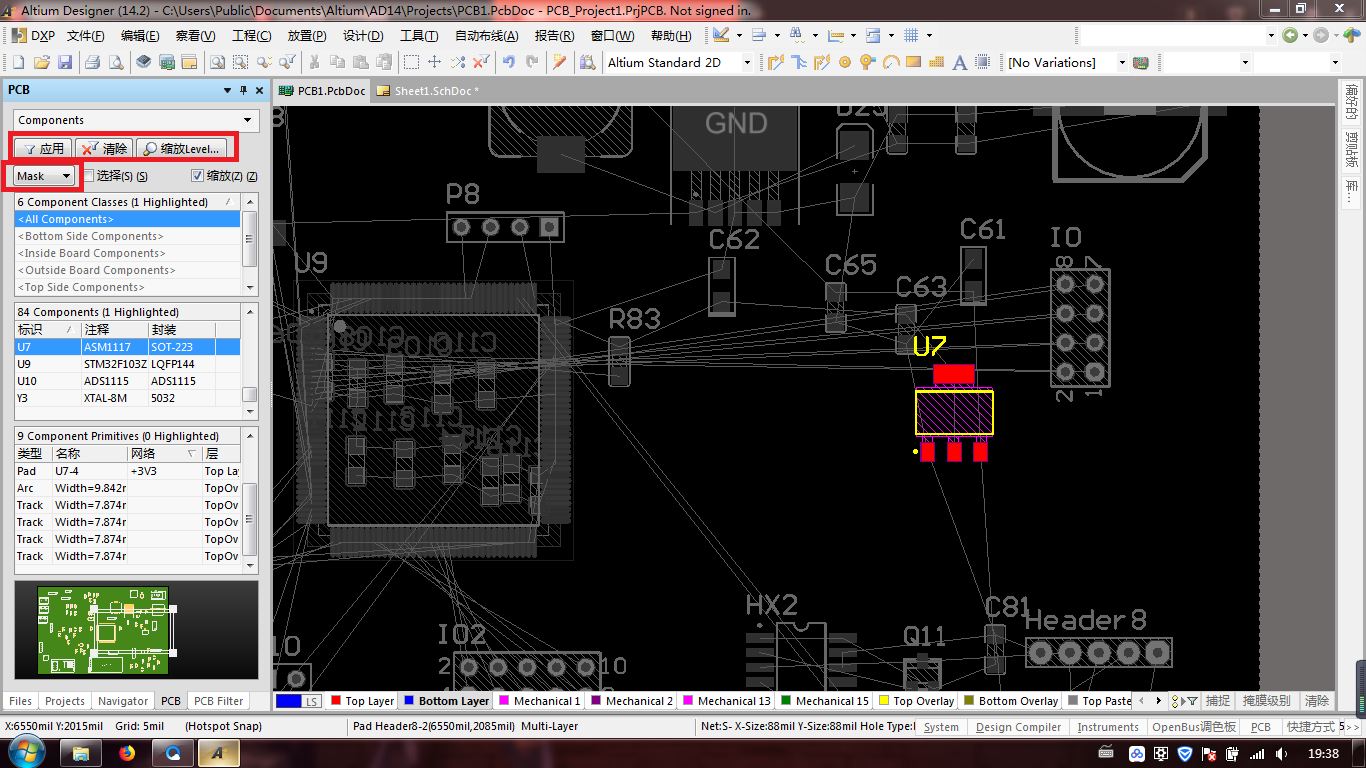 Altium Designer (14.2) - C:\Users\Public\Documents\Altium\AD14\Projects\PCB1.PcbDoc - PCB_Project1.PrjPCB. Not signed in.
DXP 文件(F) 编辑(E) 察看(V) 工程(C) 放置(P) 设计(D) 工具(T) 自动布线(A) 报告(R) 窗口(W) 帮助(H)
Altium Standard 2D [No Variations]
PCB
PCB1.PcbDoc Sheet1.SchDoc *
Components
应用 清除 缩放Level...
Mask 选择(S) (S) 缩放(Z) (Z)
6 Component Classes (1 Highlighted)
<All Components>
<Bottom Side Components>
<Inside Board Components>
<Outside Board Components>
<Top Side Components>
84 Components (1 Highlighted)
标识 注释 封装
U7 ASM1117 SOT-223
U9 STM32F103Z LQFP144
U10 ADS1115 ADS1115
Y3 XTAL-8M 5032
9 Component Primitives (0 Highlighted)
类型 名称 网络 层
Pad U7-4 +3V3 Top La
Arc Width=9.842r TopOv
Track Width=7.874r TopOv
Track Width=7.874r TopOv
Track Width=7.874r TopOv
Track Width=7.874r TopOv
GND
P8
C62
C61
IO
8 7
U9
C65
C63
R83
U7
2 1
HX2
C81
Header8
Q11
IO2
2 10
偏好的
剪贴板
库...
Files Projects Navigator PCB PCB Filter
LS Top Layer Bottom Layer Mechanical 1 Mechanical 2 Mechanical 13 Mechanical 15 Top Overlay Bottom Overlay Top Paste 捕捉 掩膜级别 清除
X:6550mil Y:2015mil Grid: 5mil (Hotspot Snap) Pad Header8-2(6550mil,2085mil) Multi-Layer Net:S- X-Size:88mil Y-Size:88mil Hole Type: System Design Compiler Instruments OpenBus调色板 PCB 快捷方式 >>
19:38